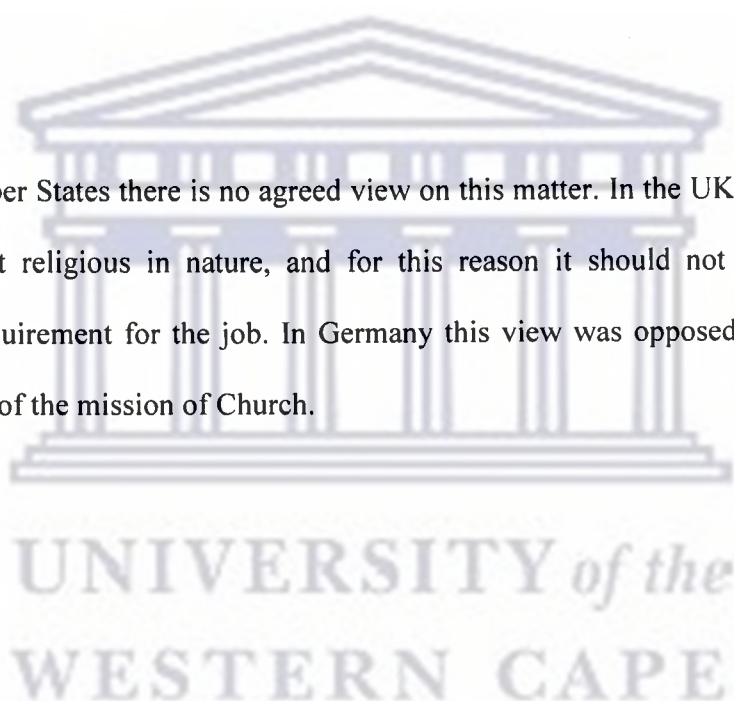 er States there is no agreed view on this matter. In the UK
religious in nature, and for this reason it should not
uirement for the job. In Germany this view was opposed
of the mission of Church.
UNIVERSITY of the
WESTERN CAPE